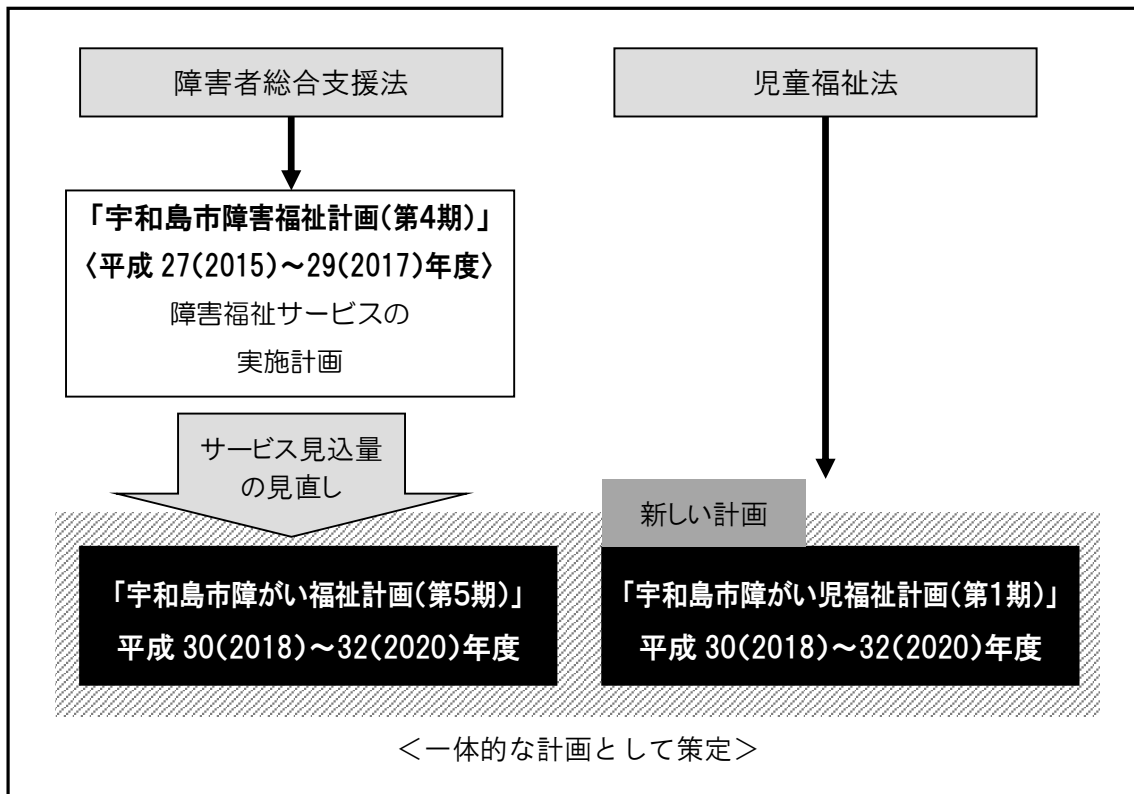 障害者総合支援法
児童福祉法
「宇和島市障害福祉計画(第4期)」
〈平成 27(2015)～29(2017)年度〉
障害福祉サービスの
実施計画
サービス見込量
の見直し
新しい計画
「宇和島市障がい福祉計画(第5期)」
平成 30(2018)～32(2020)年度
「宇和島市障がい児福祉計画(第1期)」
平成 30(2018)～32(2020)年度
＜一体的な計画として策定＞